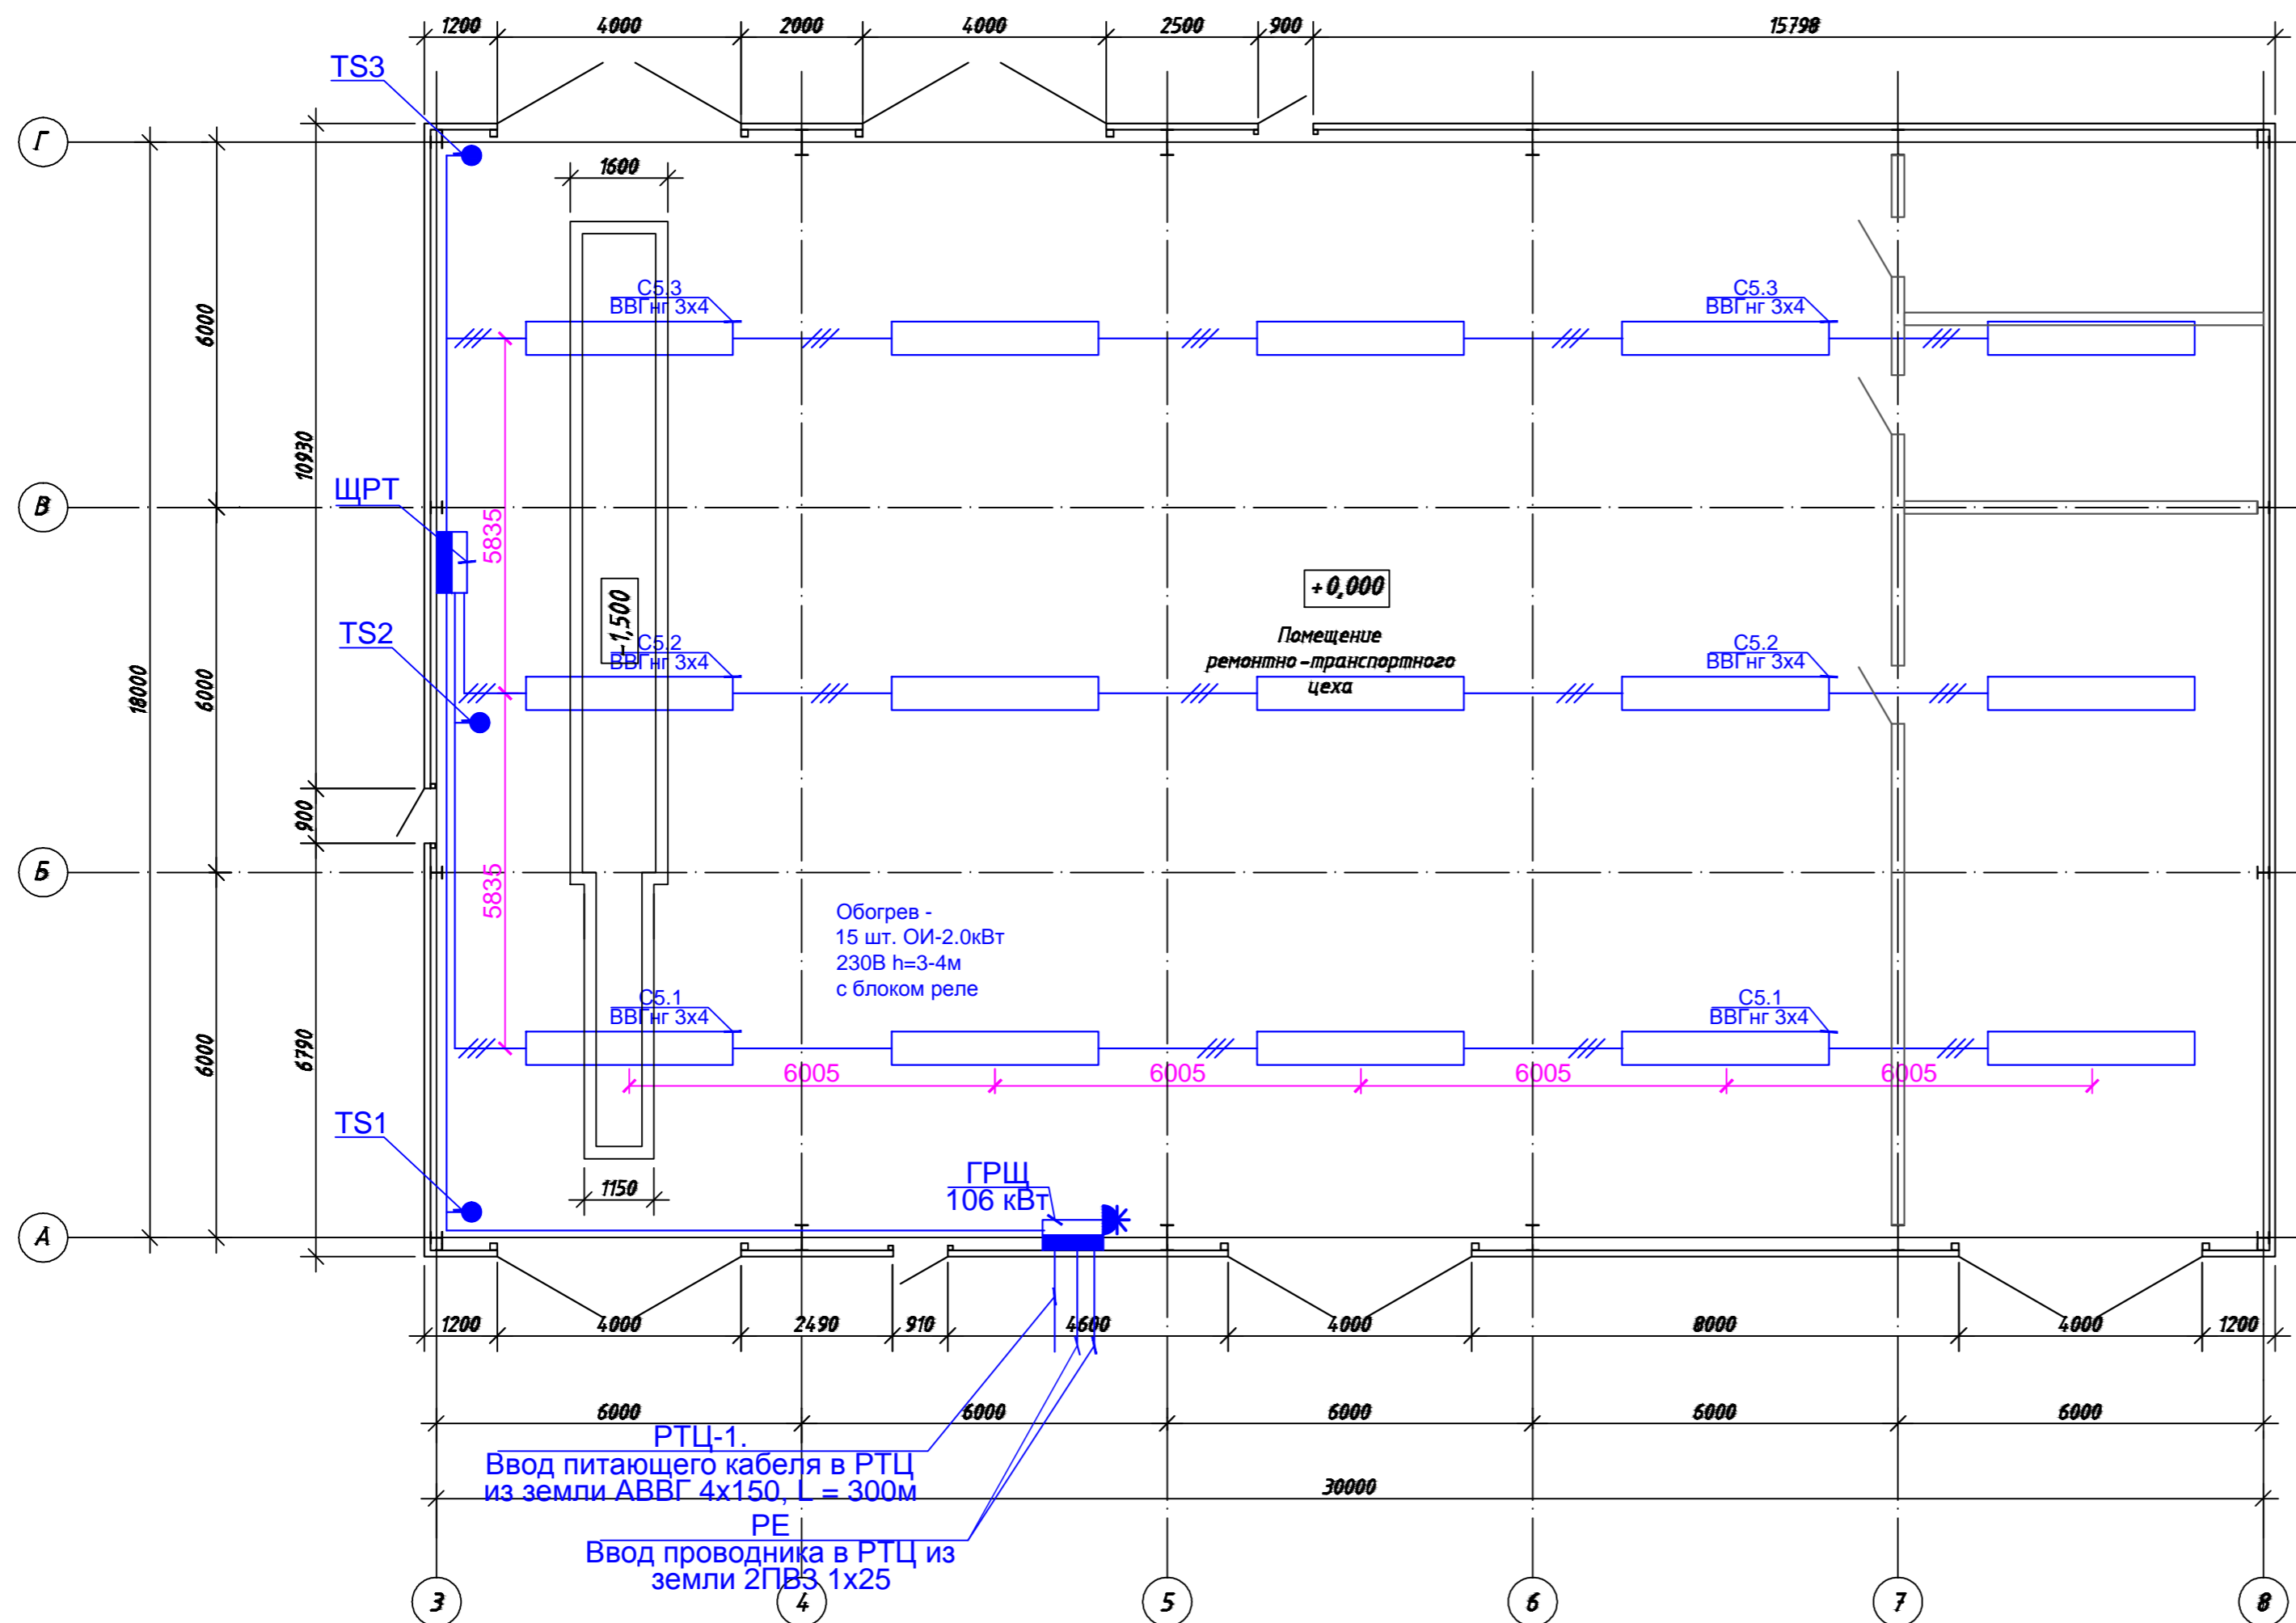 1200
4000
2000
4000
2500
900
15798
TS3
Г
1600
С5.3
ВВГнг 3х4
С5.3
ВВГнг 3х4
6000
10930
ЩРТ
В
5835
+0,000
-1,500
Помещение
ремонтно-транспортного
цеха
TS2
С5.2
ВВГнг 3х4
С5.2
ВВГнг 3х4
18000
6000
900
Б
5835
Обогрев -
15 шт. ОИ-2.0кВт
230В h=3-4м
с блоком реле
С5.1
ВВГнг 3х4
С5.1
ВВГнг 3х4
6000
6790
6005
6005
6005
6005
TS1
1150
ГРЩ
106 кВт
А
1200
4000
2490
910
4600
4000
8000
4000
1200
6000
6000
6000
6000
6000
РТЦ-1.
Ввод питающего кабеля в РТЦ
из земли АВВГ 4х150, L = 300м
30000
РЕ
Ввод проводника в РТЦ из
земли 2ПВ3 1х25
3
4
5
6
7
8